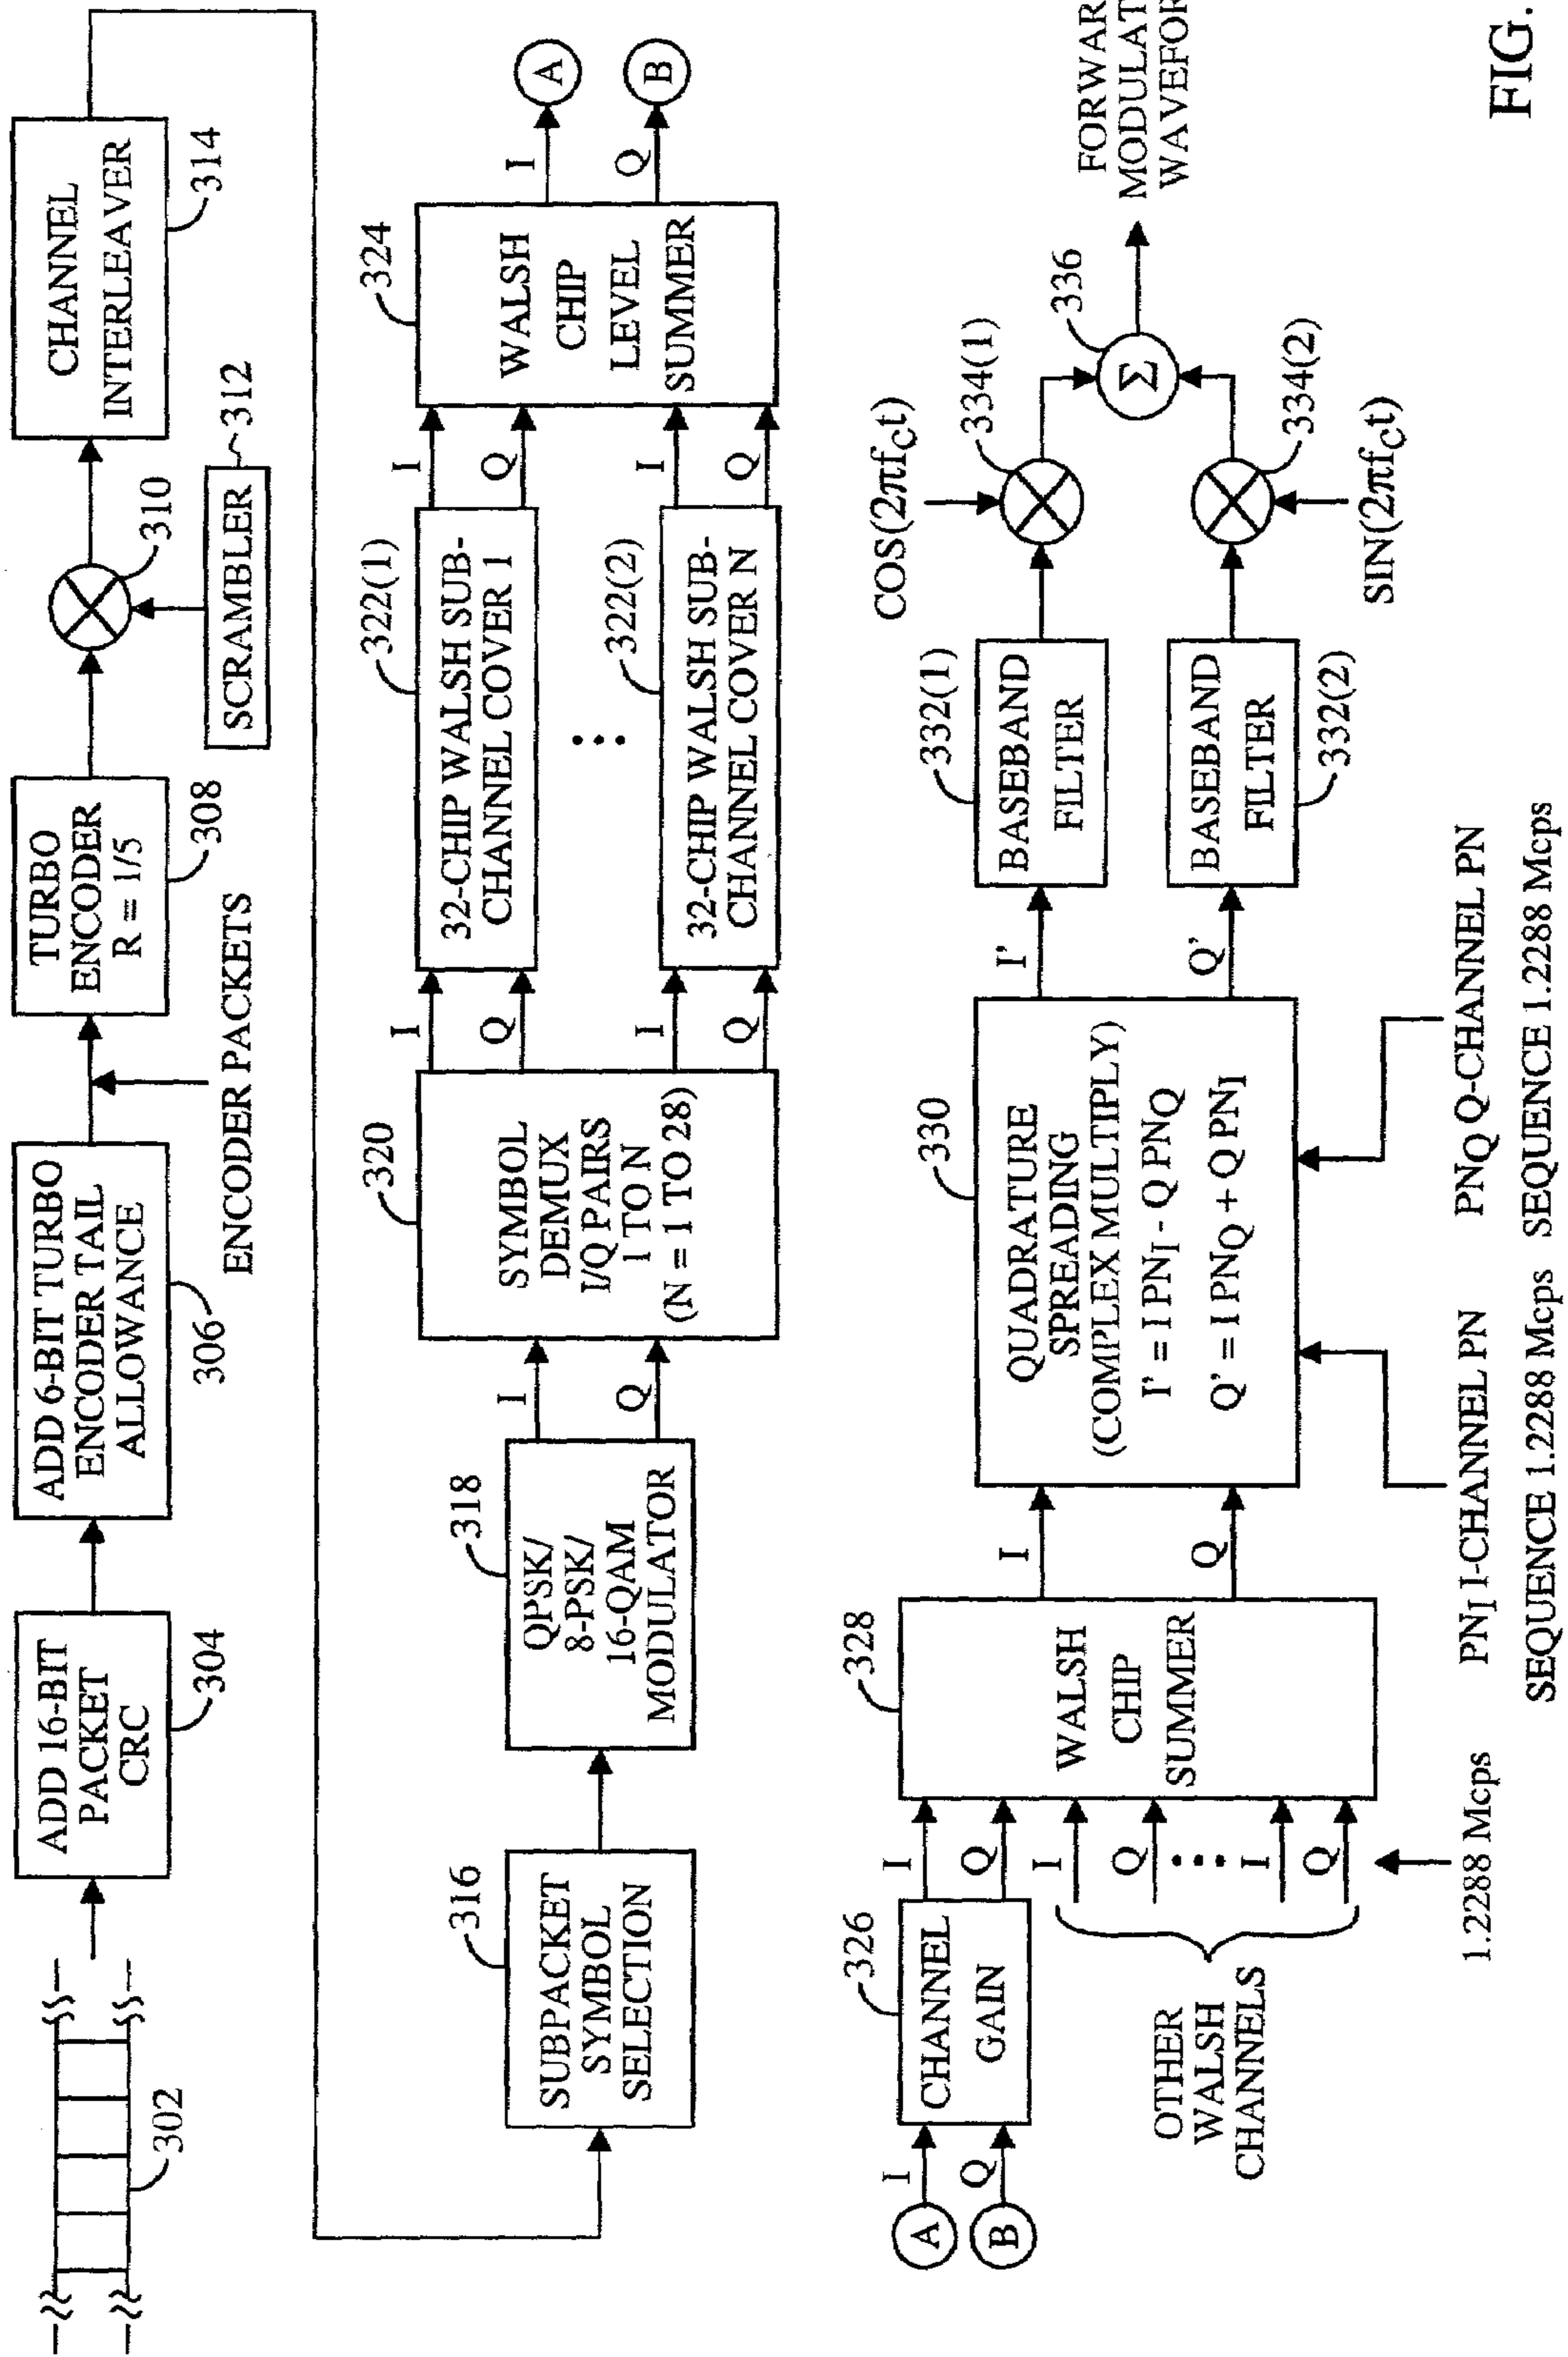 302
ADD 16-BIT
PACKET
CRC
304
ADD 6-BIT TURBO
ENCODER TAIL
ALLOWANCE
306
ENCODER PACKETS
TURBO
ENCODER
R = 1/5
308
310
SCRAMBLER
312
CHANNEL
INTERLEAVER
314
SUBPACKET
SYMBOL
SELECTION
316
QPSK/
8-PSK/
16-QAM
MODULATOR
318
I
Q
SYMBOL
DEMUX
I/Q PAIRS
1 TO N
(N = 1 TO 28)
320
I
Q
I
Q
32-CHIP WALSH SUB-
CHANNEL COVER 1
322(1)
32-CHIP WALSH SUB-
CHANNEL COVER N
322(2)
I
Q
I
Q
WALSH
CHIP
LEVEL
SUMMER
324
I
Q
A
B
A
B
I
Q
CHANNEL
GAIN
326
I
Q
I
Q
I
Q
OTHER
WALSH
CHANNELS
1.2288 Mcps
WALSH
CHIP
SUMMER
328
I
Q
QUADRATURE
SPREADING
(COMPLEX MULTIPLY)
I' = I PNI - Q PNQ
Q' = I PNQ + Q PNI
330
PNI I-CHANNEL PN
SEQUENCE 1.2288 Mcps
PNQ Q-CHANNEL PN
SEQUENCE 1.2288 Mcps
I'
Q'
BASEBAND
FILTER
332(1)
BASEBAND
FILTER
332(2)
COS(2πfCt)
334(1)
SIN(2πfCt)
334(2)
Σ
336
FORWAR
MODULAT
WAVEFOR
FIG.